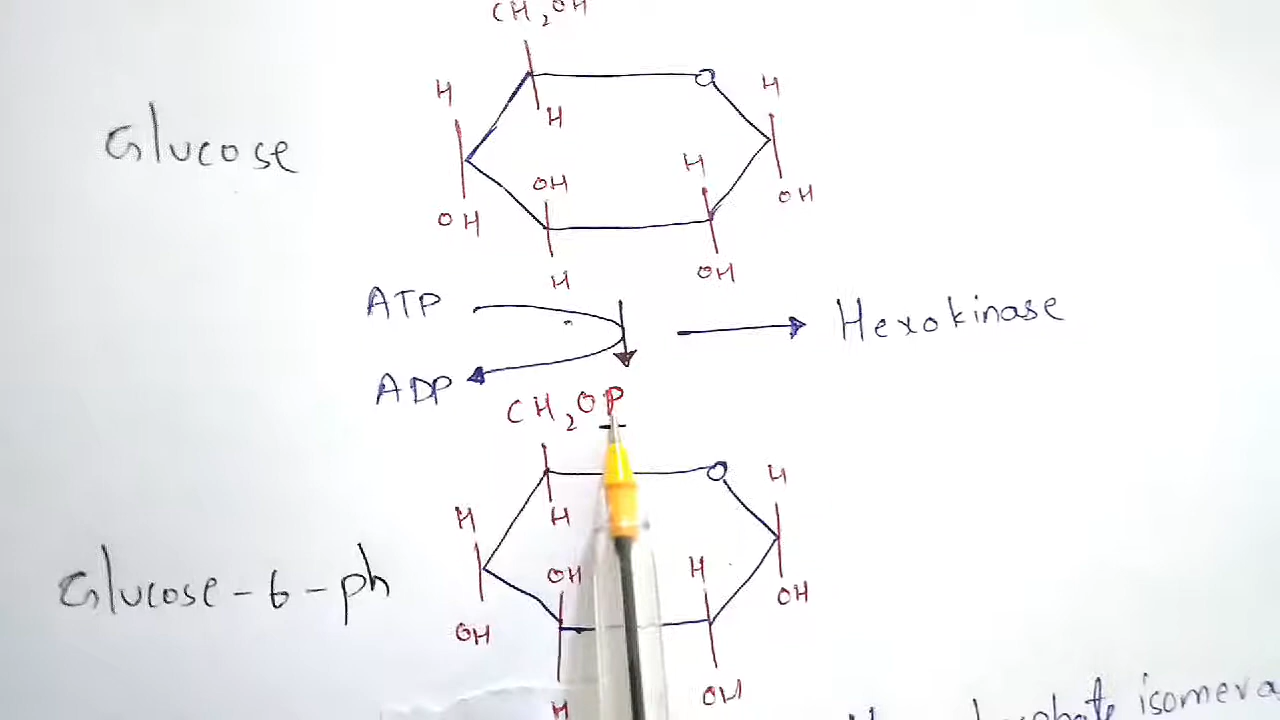 CH2OH
H
H
H
Glucose
OH
H
OH
OH
H
OH
ATP
Hexokinase
ADP
CH2OP
H
H
H
Glucose-6-ph
OH
H
OH
OH
OH
H
isomera